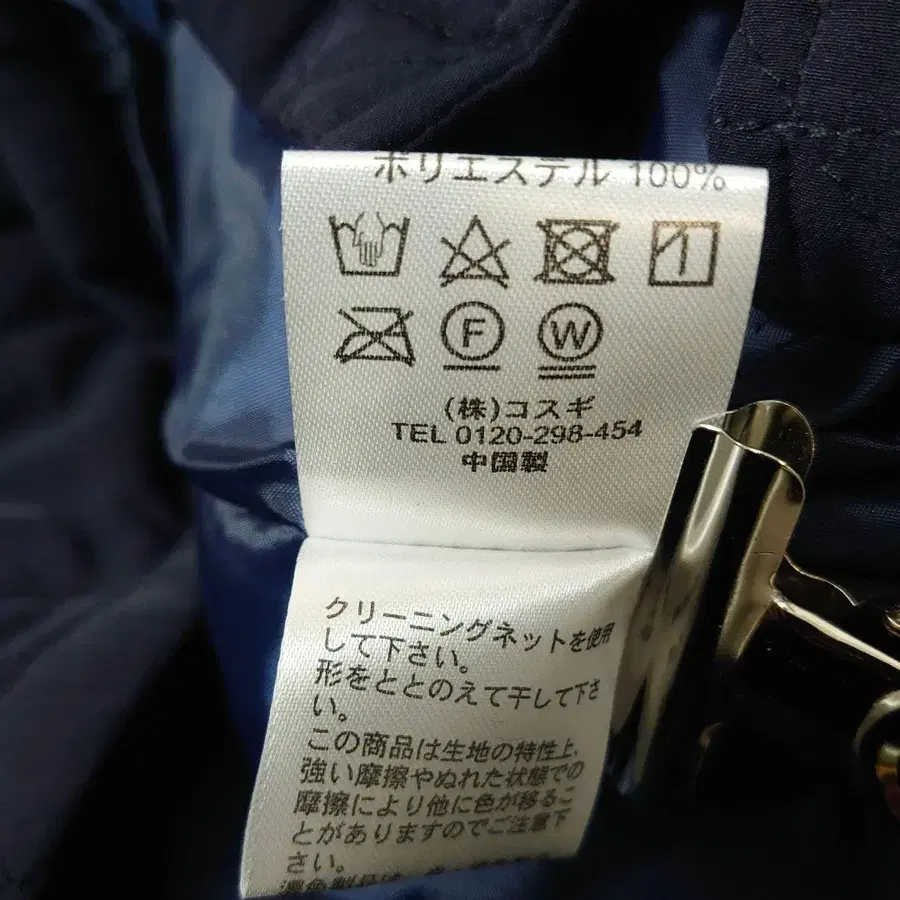 ポリエステル 100%
F W
(株)コスギ
TEL 0120-298-454
中国製
クリーニングネットを使用
して下さい。
形をととのえて干して下さ
い。
この商品は生地の特性上、
強い摩擦やぬれた状態での
摩擦により他に色が移るこ
とがありますのでご注意下
さい。